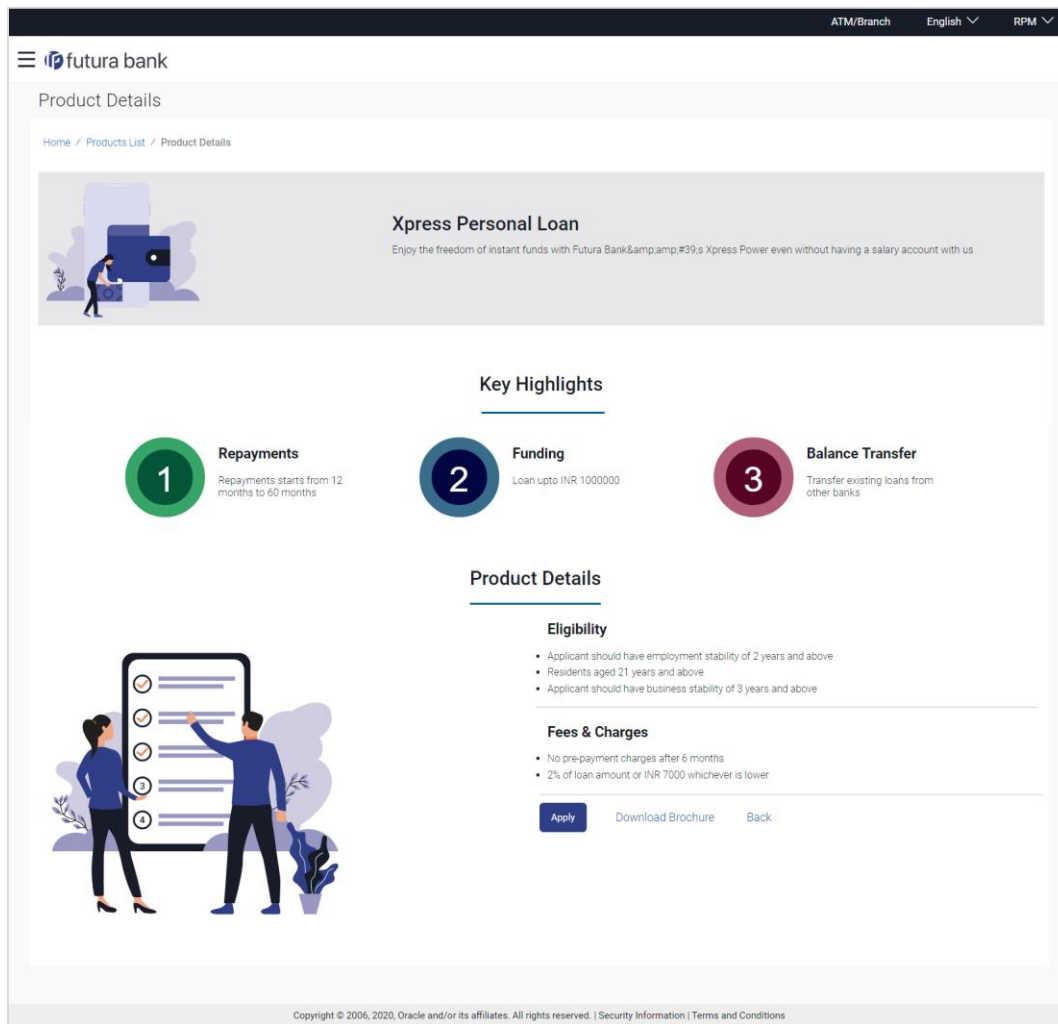 ATM/Branch English RPM
futura bank
Product Details
Home / Products List / Product Details
Xpress Personal Loan
Enjoy the freedom of instant funds with Futura Bank&amp;amp;#39;s Xpress Power even without having a salary account with us
Key Highlights
1
Repayments
Repayments starts from 12
months to 60 months
2
Funding
Loan upto INR 1000000
3
Balance Transfer
Transfer existing loans from
other banks
Product Details
3
4
Eligibility
• Applicant should have employment stability of 2 years and above
• Residents aged 21 years and above
• Applicant should have business stability of 3 years and above
Fees & Charges
• No pre-payment charges after 6 months
• 2% of loan amount or INR 7000 whichever is lower
Apply Download Brochure Back
Copyright © 2006, 2020, Oracle and/or its affiliates. All rights reserved. | Security Information | Terms and Conditions